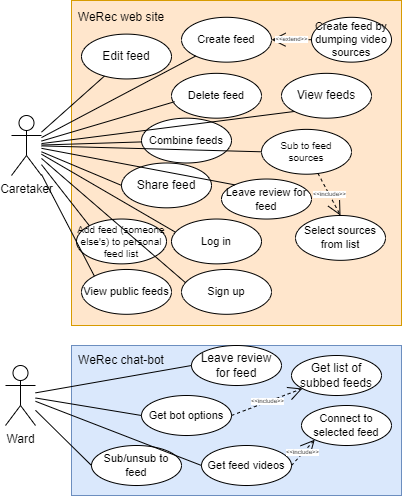 WeRec web site
Create feed
<<extend>>
Create feed by
dumping video
sources
Edit feed
Delete feed
View feeds
Combine feeds
Sub to feed
sources
Caretaker
Share feed
Leave review for
feed
<<include>>
Add feed (someone
else's) to personal
feed list
Log in
Select sources
from list
View public feeds
Sign up
WeRec chat-bot
Leave review
for feed
Get list of
subbed feeds
<<include>>
Get bot options
Connect to
selected feed
Ward
<<include>>
Sub/unsub to
feed
Get feed videos